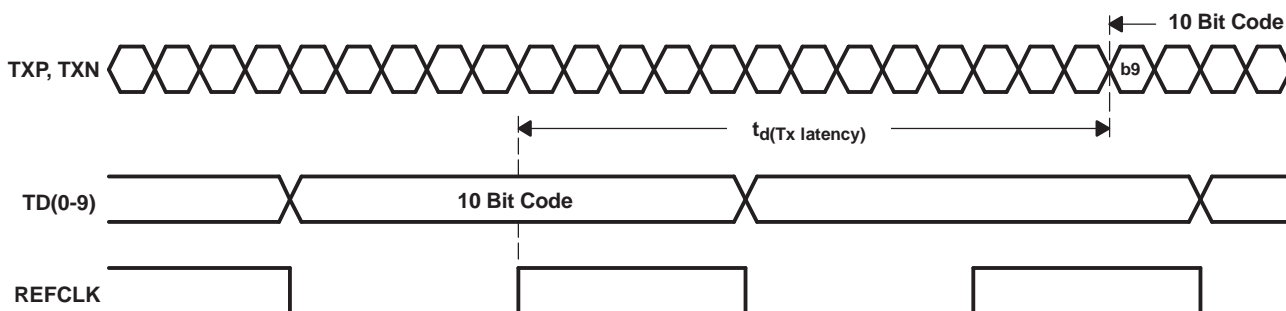 10 Bit Code
TXP, TXN
b9
td(Tx latency)
TD(0-9)
10 Bit Code
REFCLK